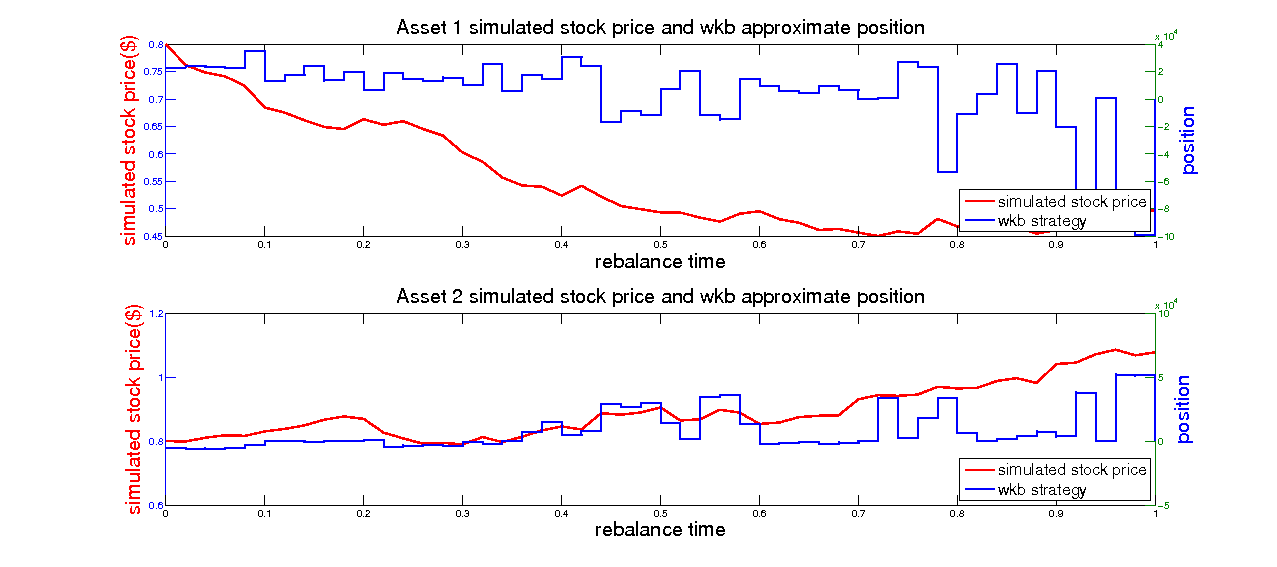 Asset 1 simulated stock price and wkb approximate position
x 10^4
simulated stock price($)
0.8
0.75
0.7
0.65
0.6
0.55
0.5
0.45
4
2
0
−2
−4
−6
−8
−10
position
simulated stock price
wkb strategy
0 0.1 0.2 0.3 0.4 0.5 0.6 0.7 0.8 0.9 1
rebalance time
Asset 2 simulated stock price and wkb approximate position
x 10^4
simulated stock price($)
1.2
1
0.8
0.6
10
5
0
−5
position
simulated stock price
wkb strategy
0 0.1 0.2 0.3 0.4 0.5 0.6 0.7 0.8 0.9 1
rebalance time